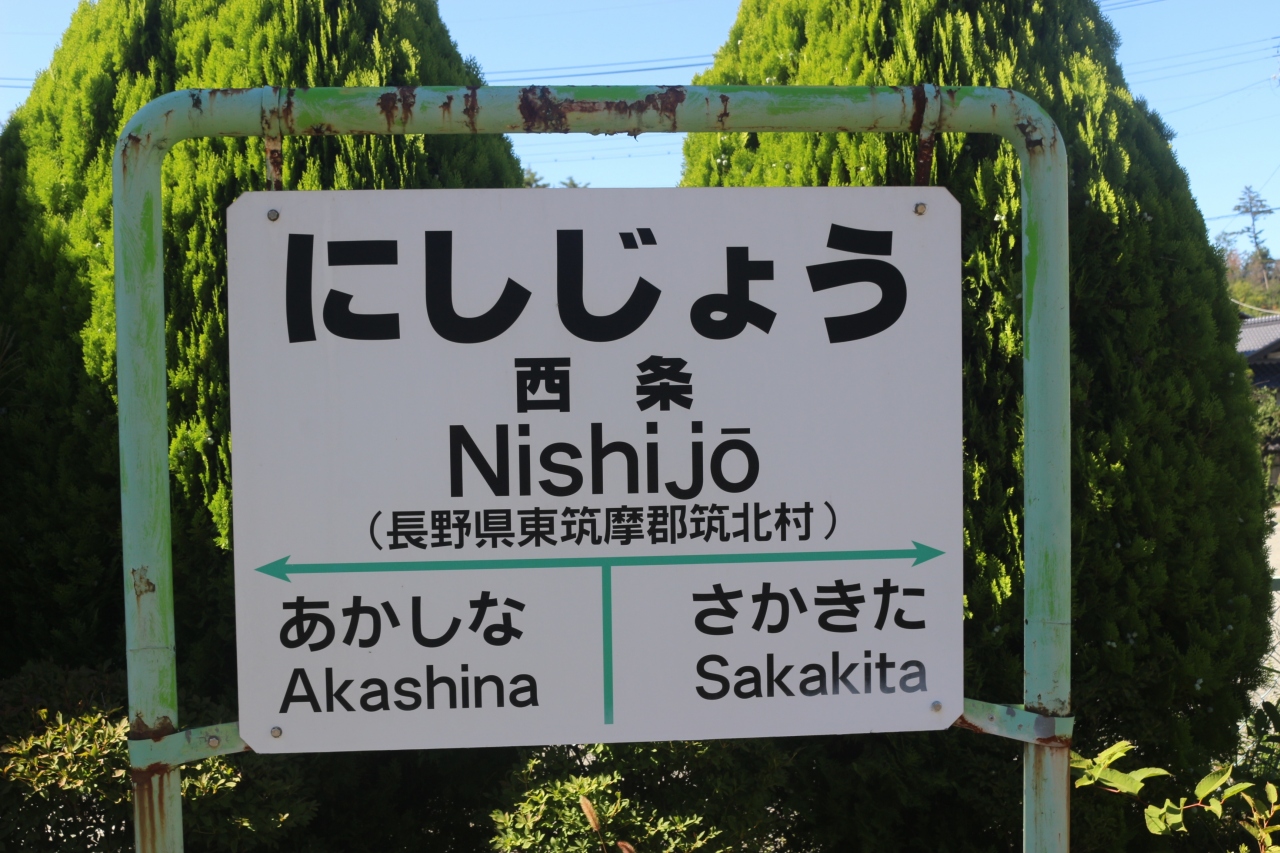 にしじょう
西 条
Nishijō
（長野県東筑摩郡筑北村）
あかしな さかきた
Akashina Sakakita